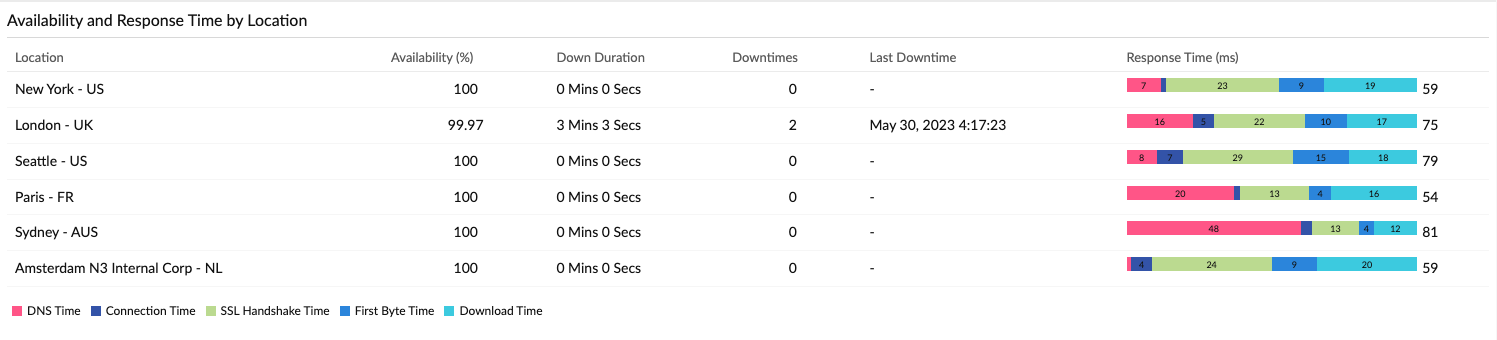 Availability and Response Time by Location
Location Availability (%) Down Duration Downtimes Last Downtime Response Time (ms)
New York - US 100 0 Mins 0 Secs 0 - 7 23 9 19 59
London - UK 99.97 3 Mins 3 Secs 2 May 30, 2023 4:17:23 16 5 22 10 17 75
Seattle - US 100 0 Mins 0 Secs 0 - 8 7 29 15 18 79
Paris - FR 100 0 Mins 0 Secs 0 - 20 13 4 16 54
Sydney - AUS 100 0 Mins 0 Secs 0 - 48 13 4 12 81
Amsterdam N3 Internal Corp - NL 100 0 Mins 0 Secs 0 - 4 24 9 20 59
DNS Time Connection Time SSL Handshake Time First Byte Time Download Time